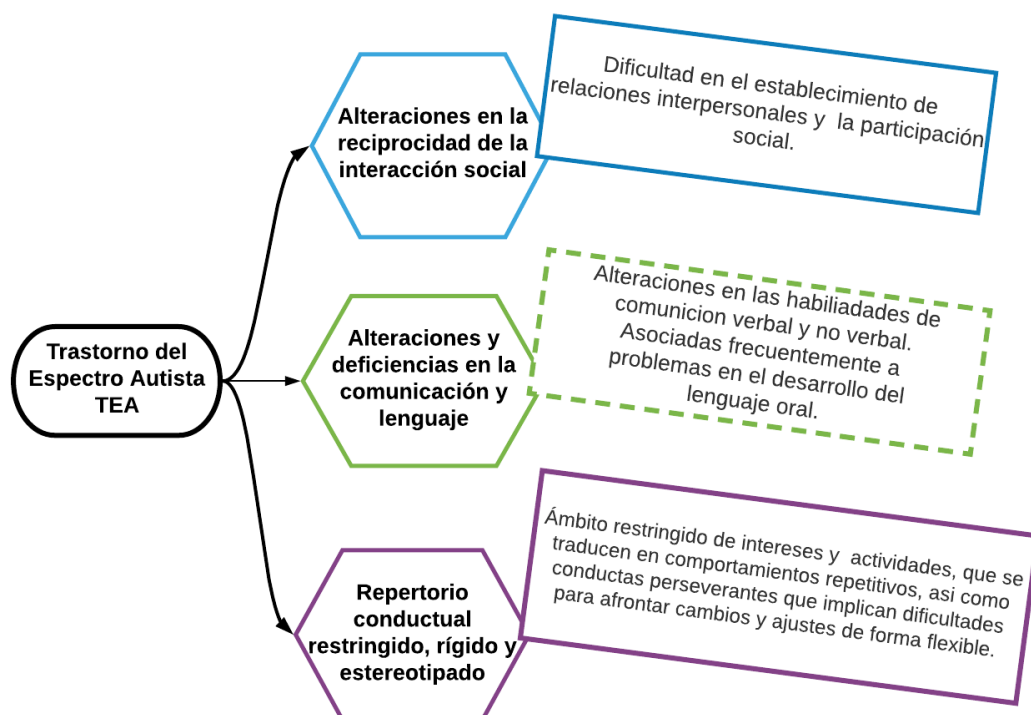 Alteraciones en la
reciprocidad de la
interacción social
Dificultad en el establecimiento de
relaciones interpersonales y la participación
social.
Trastorno del
Espectro Autista
TEA
Alteraciones y
deficiencias en la
comunicación y
lenguaje
Alteraciones en las habiliadades de
comunicion verbal y no verbal.
Asociadas frecuentemente a
problemas en el desarrollo del
lenguaje oral.
Repertorio
conductual
restringido, rígido y
estereotipado
Ámbito restringido de intereses y actividades, que se
traducen en comportamientos repetitivos, asi como
conductas perseverantes que implican dificultades
para afrontar cambios y ajustes de forma flexible.